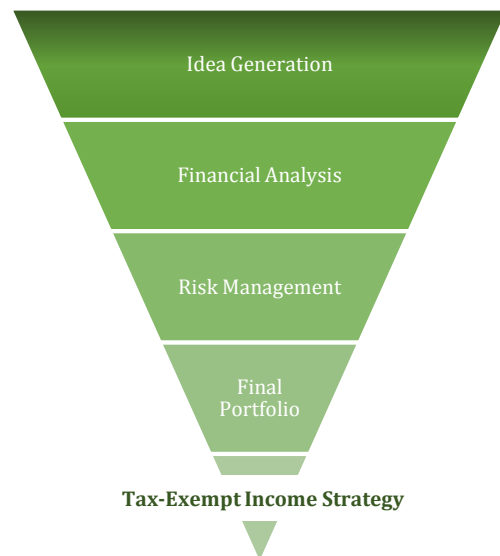 Idea Generation
Financial Analysis
Risk Management
Final
Portfolio
Tax-Exempt Income Strategy